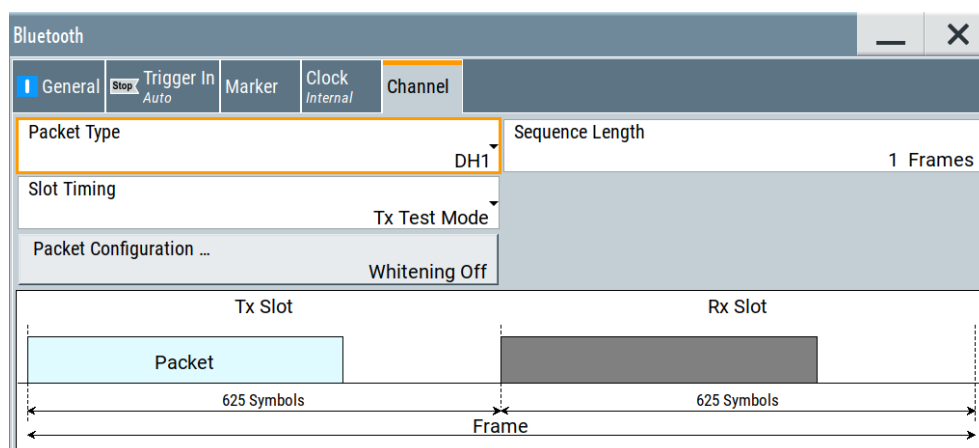 Bluetooth
General
Stop
Trigger In
Auto
Marker
Clock
Internal
Channel
Packet Type
DH1
Sequence Length
1 Frames
Slot Timing
Tx Test Mode
Packet Configuration ...
Whitening Off
Tx Slot
Rx Slot
Packet
625 Symbols
625 Symbols
Frame